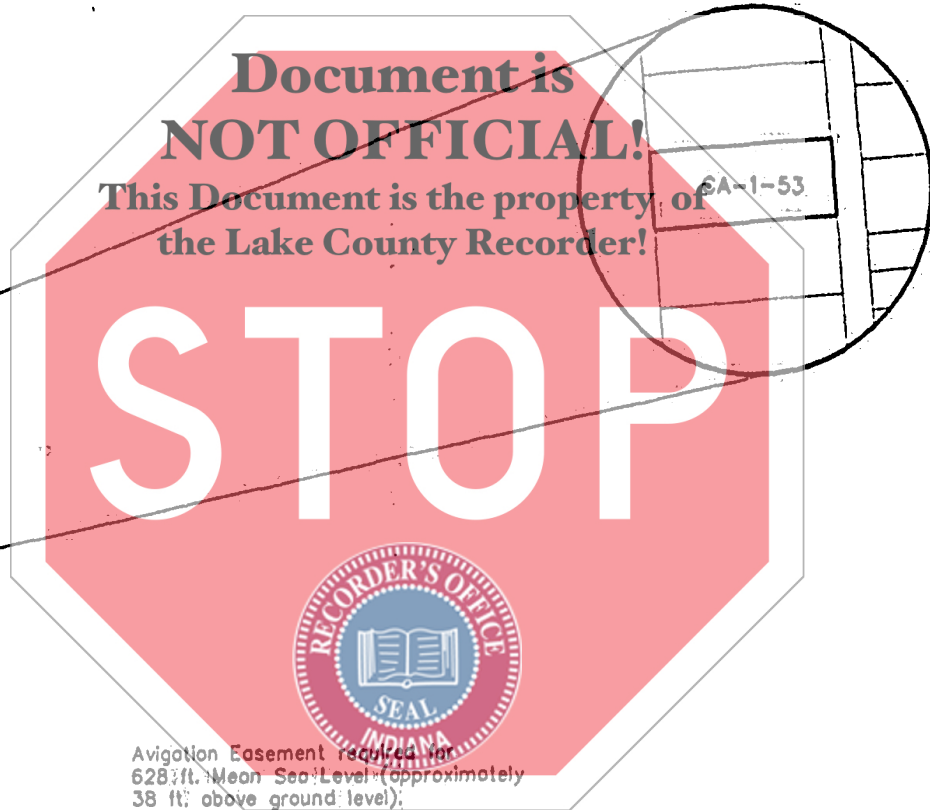 Document is
NOT OFFICIAL!
This Document is the property of
the Lake County Recorder!
GA-1-53
STOP
RECORDER'S OFFICE
SEAL
INDIANA
Avigation Easement required for
628 ft. Mean Sea Level (approximately
38 ft. above ground level);